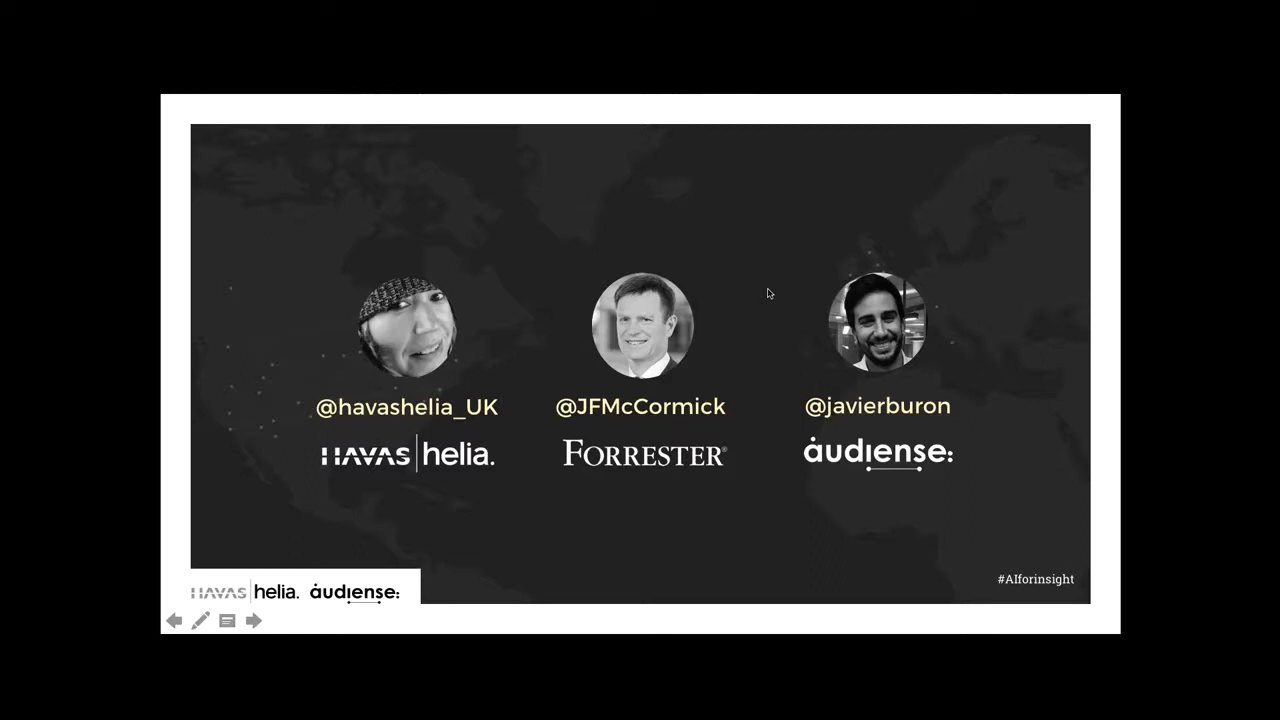 @havashelia_UK
@JFMcCormick
@javierburon
HAVAS helia.
FORRESTER®
audiense:
#AIforinsight
HAVAS helia. audiense: